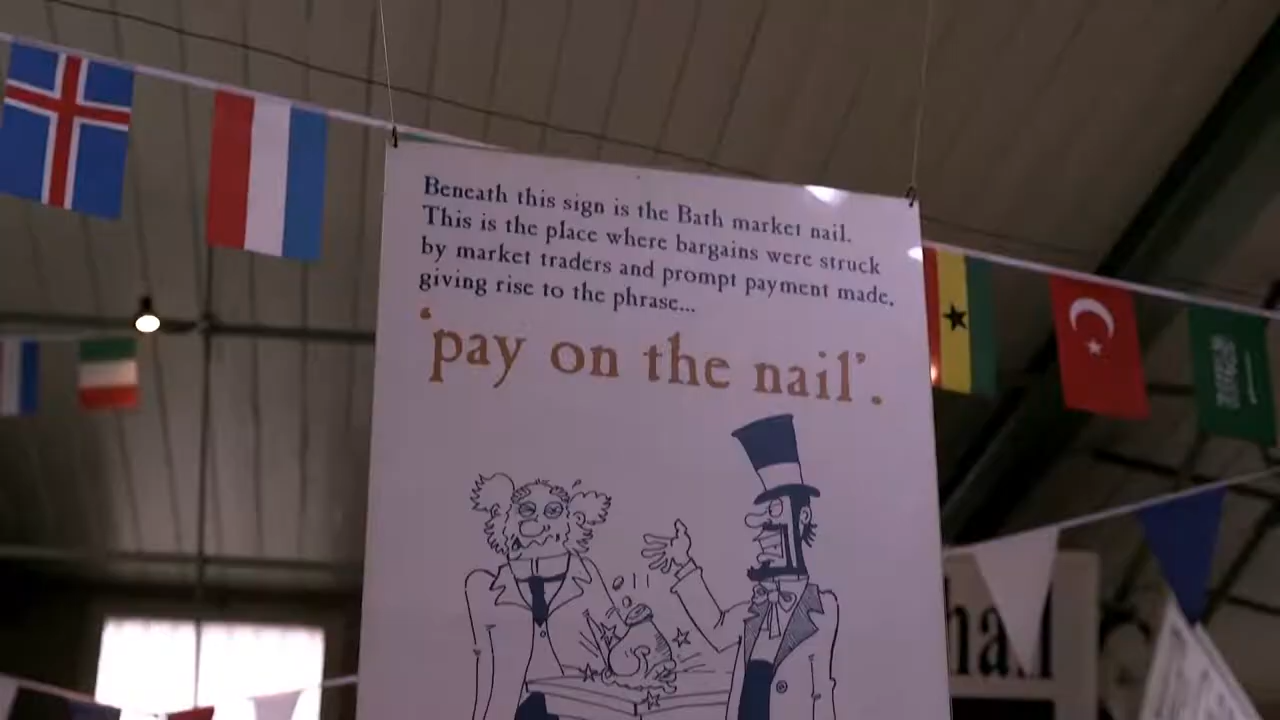 Beneath this sign is the Bath market nail.
This is the place where bargains were struck
by market traders and prompt payment made,
giving rise to the phrase...
‘pay on the nail’.